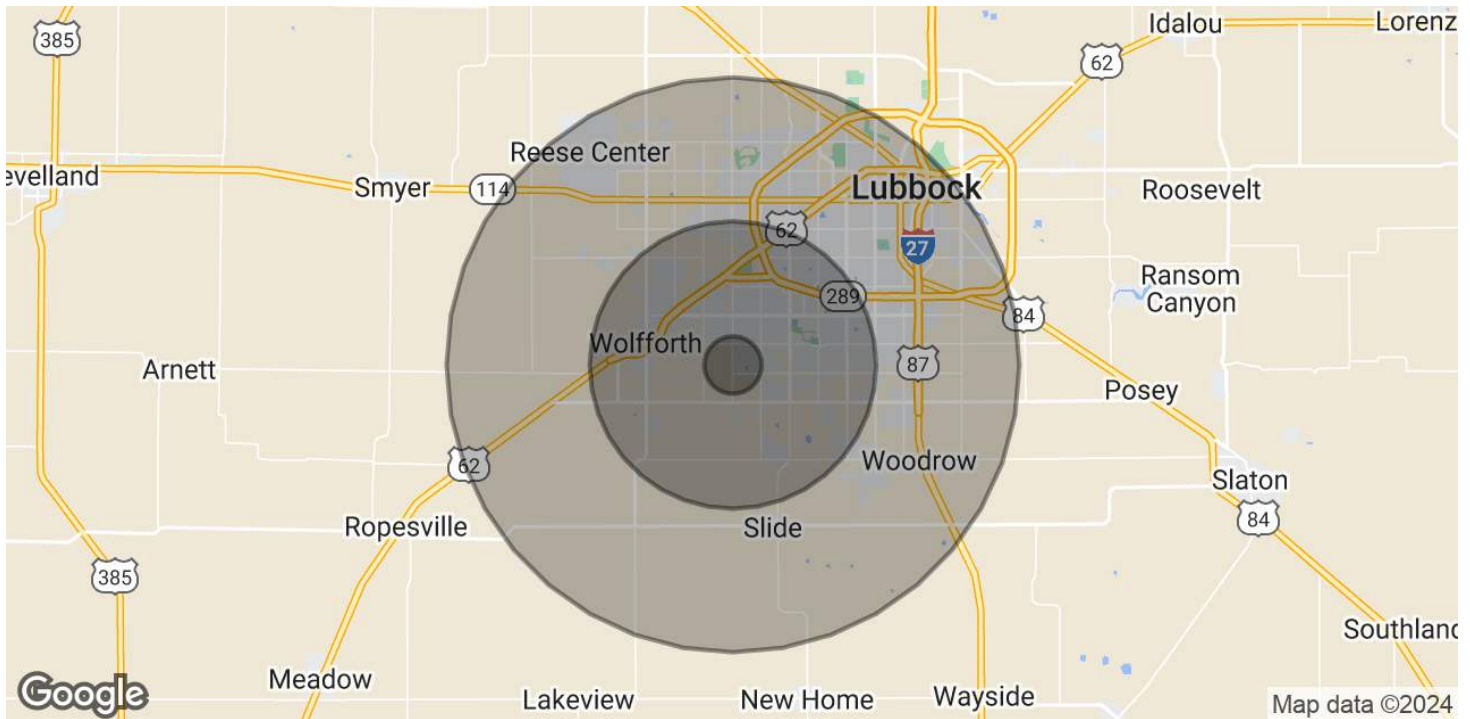 385
Idalou
Lorenz
62
Reese Center
evelland
Smyer
114
Lubbock
Roosevelt
62
27
Ransom
Canyon
289
84
Wolfforth
Arnett
87
Posey
62
Woodrow
Slaton
Ropesville
Slide
84
385
Southland
Meadow
Google
Lakeview
New Home
Wayside
Map data ©2024